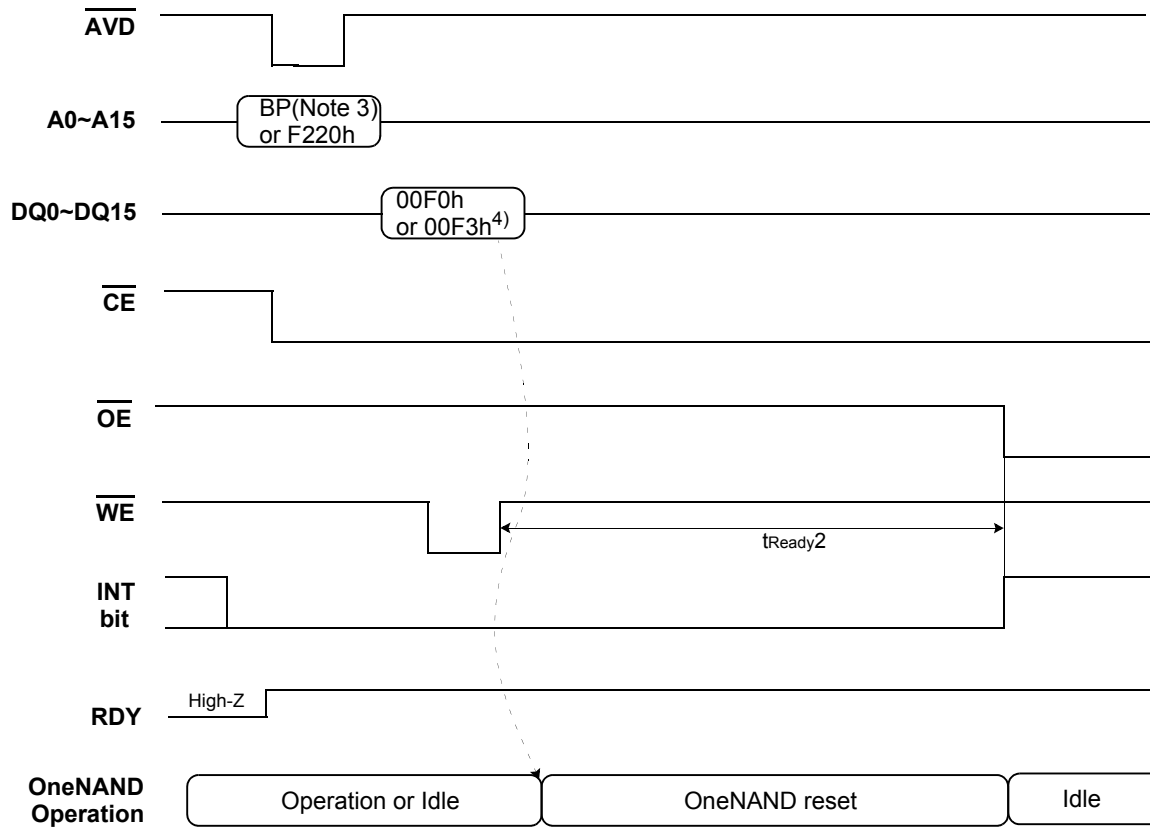 AVD
A0~A15
BP(Note 3)
or F220h
DQ0~DQ15
00F0h
or 00F3h4)
CE
OE
WE
tReady2
INT
bit
High-Z
RDY
OneNAND
Operation
Operation or Idle
OneNAND reset
Idle